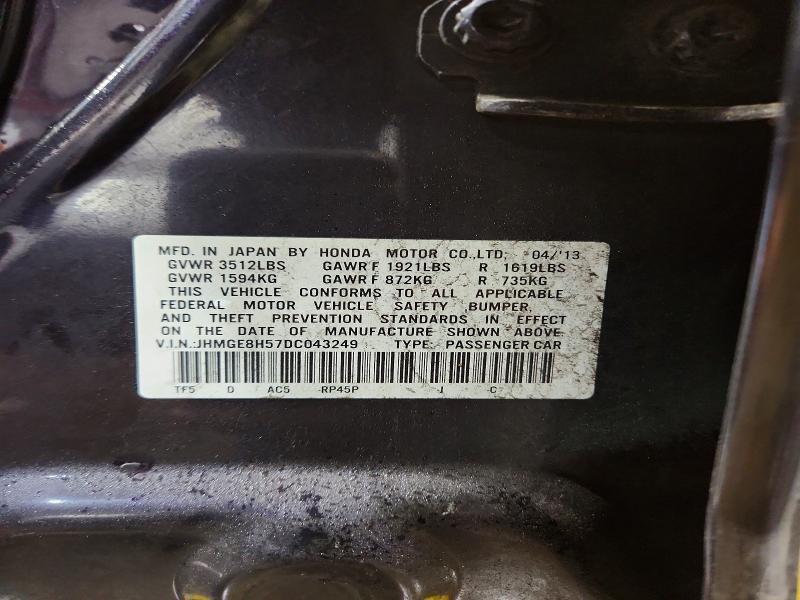 MFD. IN JAPAN BY HONDA MOTOR CO.,LTD; 04/'13
GVWR 3512LBS GAWR F 1921LBS R 1619LBS
GVWR 1594KG GAWR F 872KG R 735KG
THIS VEHICLE CONFORMS TO ALL APPLICABLE
FEDERAL MOTOR VEHICLE SAFETY BUMPER,
AND THEFT PREVENTION STANDARDS IN EFFECT
ON THE DATE OF MANUFACTURE SHOWN ABOVE
V.I.N.:JHMGE8H57DC043249 TYPE: PASSENGER CAR
TF5 D AC5 RP45P J C